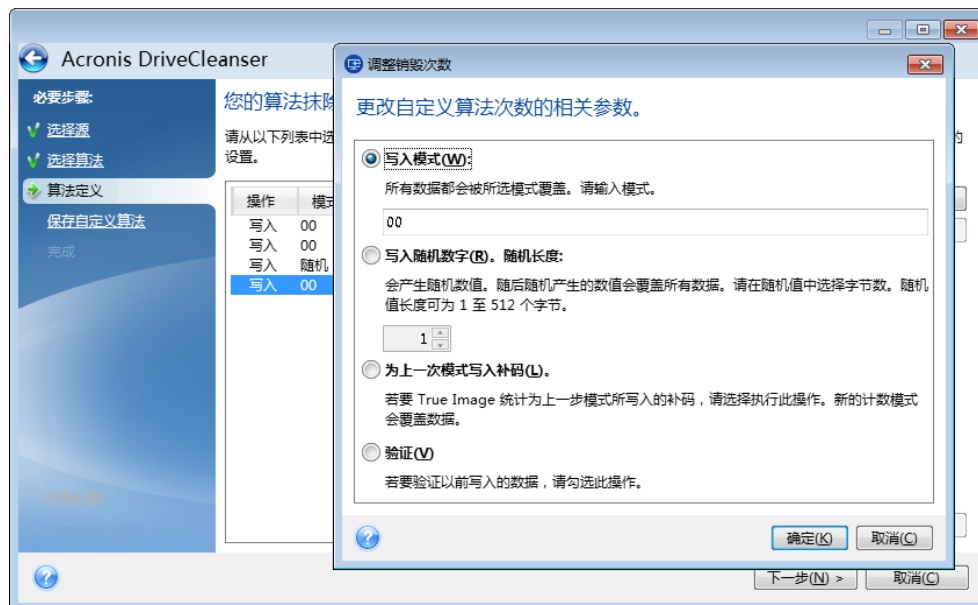 Acronis DriveCleanser
必要步骤:
选择源
选择算法
算法定义
保存自定义算法
完成
您的算法抹除
请从以下列表中选
设置。
操作 模式
写入 00
写入 00
写入 随机
写入 00
调整销毁次数
更改自定义算法次数的相关参数。
写入模式(W):
所有数据都会被所选模式覆盖。请输入模式。
00
写入随机数字(R)。随机长度:
会产生随机数值。随后随机产生的数值会覆盖所有数据。请在随机值中选择字节数。随机
值长度可为 1 至 512 个字节。
1
为上一次模式写入补码(L)。
若要 True Image 统计为上一步模式所写入的补码，请选择执行此操作。新的计数模式
会覆盖数据。
验证(V)
若要验证以前写入的数据，请勾选此操作。
确定(K) 取消(C)
下一步(N) > 取消(C)